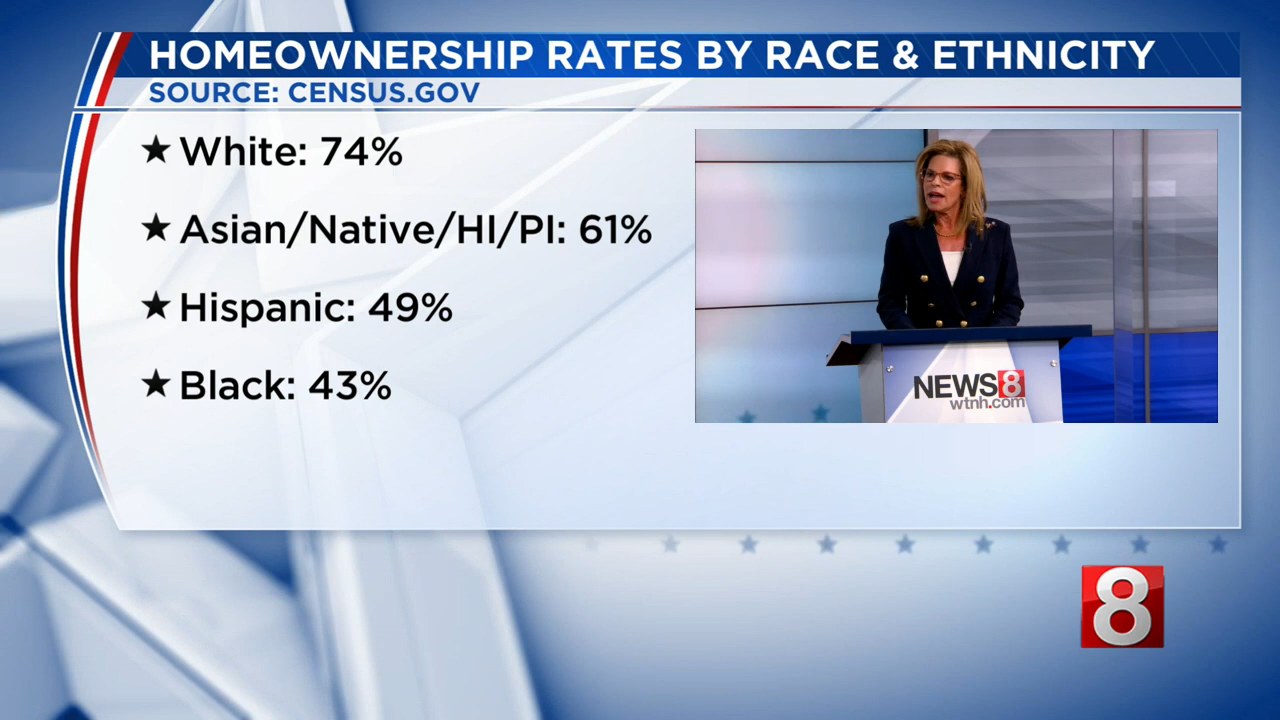 HOMEOWNERSHIP RATES BY RACE & ETHNICITY
SOURCE: CENSUS.GOV
★ White: 74%
★ Asian/Native/HI/PI: 61%
★ Hispanic: 49%
★ Black: 43%
NEWS8
wtnh.com
8